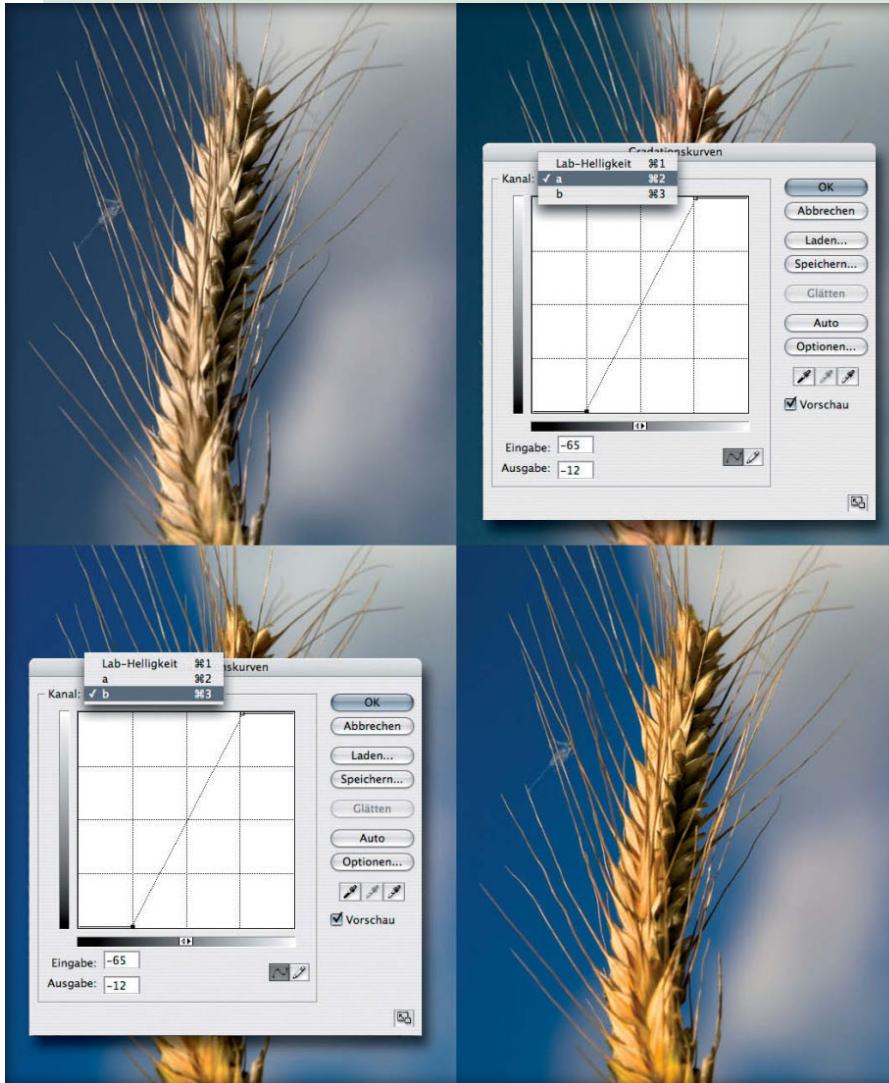 Gradationskurven
Lab-Helligkeit ⌘1
Kanal: ✓ a ⌘2
b ⌘3
OK
Abbrechen
Laden...
Speichern...
Glätten
Auto
Optionen...
Vorschau
Eingabe: -65
Ausgabe: -12
Lab-Helligkeit ⌘1
a ⌘2
Kanal: ✓ b ⌘3
OK
Abbrechen
Laden...
Speichern...
Glätten
Auto
Optionen...
Vorschau
Eingabe: -65
Ausgabe: -12